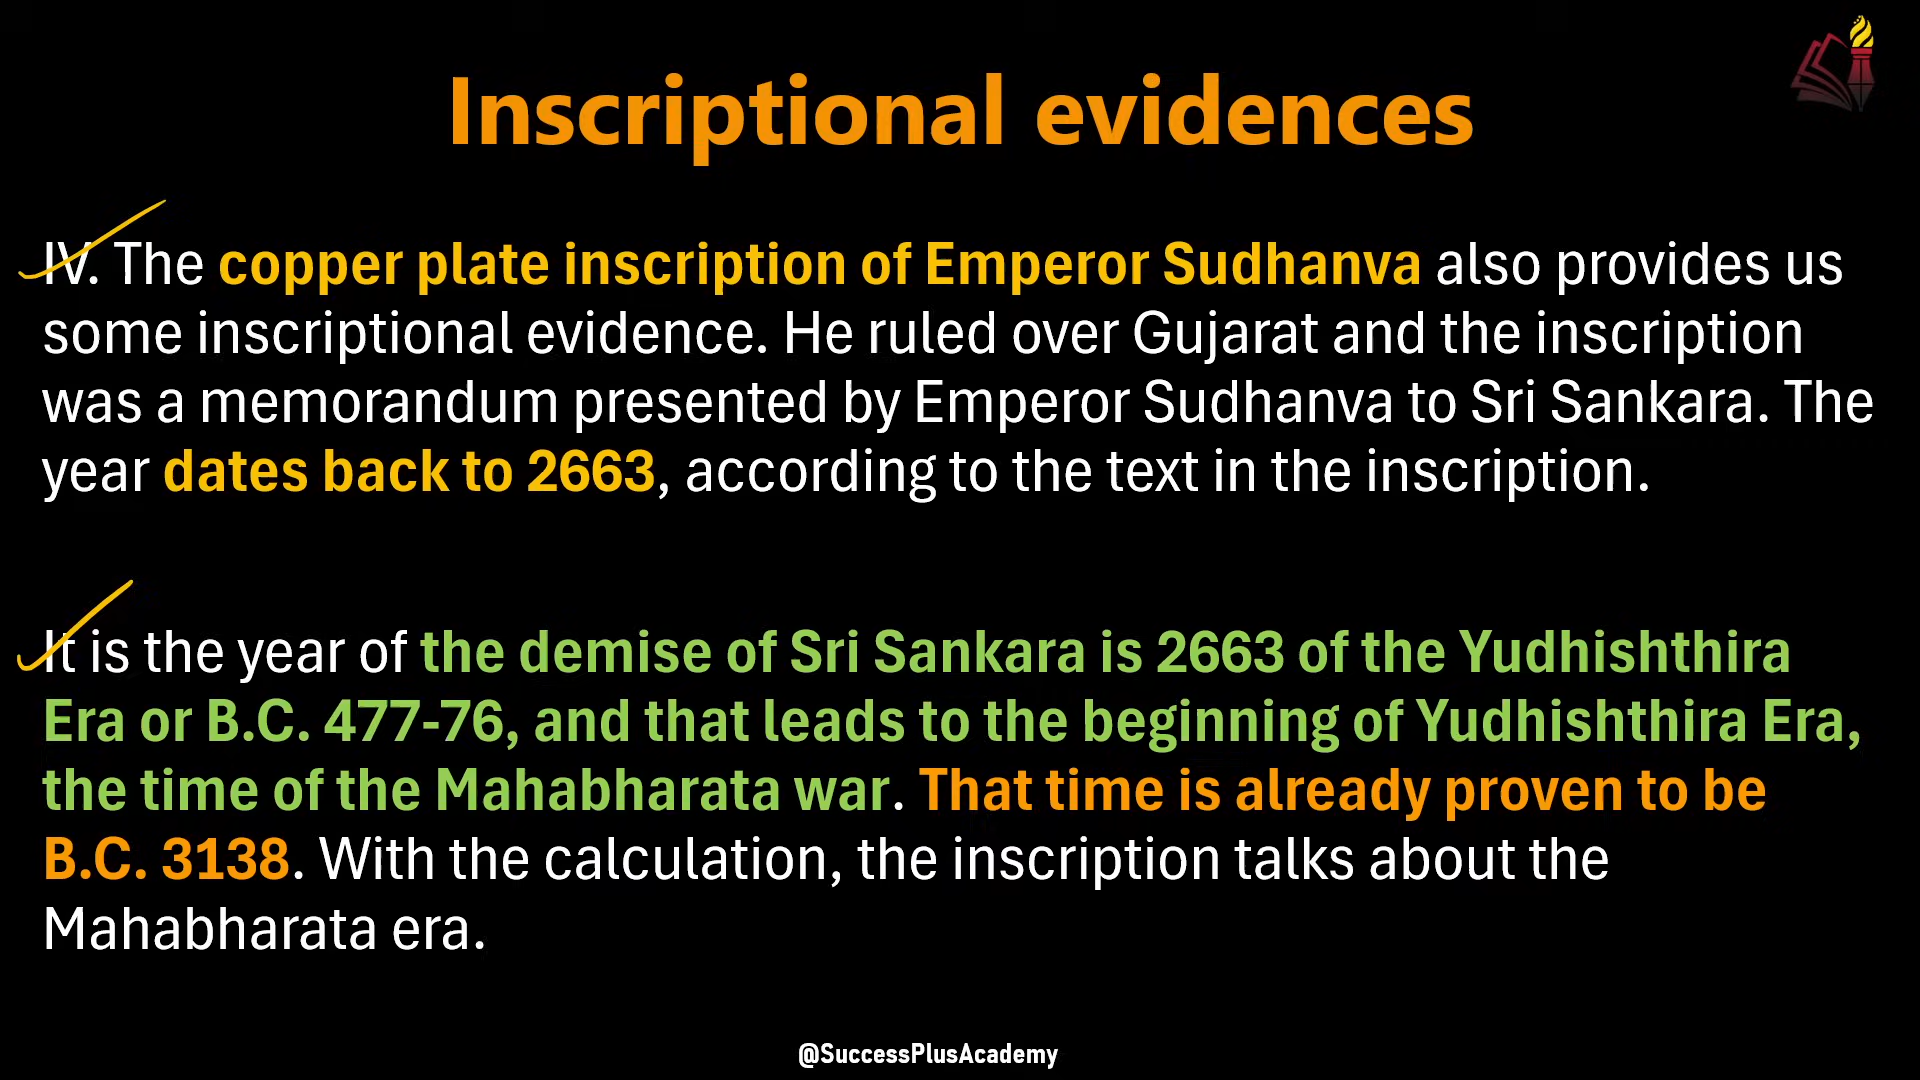 Inscriptional evidences
IV. The copper plate inscription of Emperor Sudhanva also provides us
some inscriptional evidence. He ruled over Gujarat and the inscription
was a memorandum presented by Emperor Sudhanva to Sri Sankara. The
year dates back to 2663, according to the text in the inscription.
It is the year of the demise of Sri Sankara is 2663 of the Yudhishthira
Era or B.C. 477-76, and that leads to the beginning of Yudhishthira Era,
the time of the Mahabharata war. That time is already proven to be
B.C. 3138. With the calculation, the inscription talks about the
Mahabharata era.
@SuccessPlusAcademy